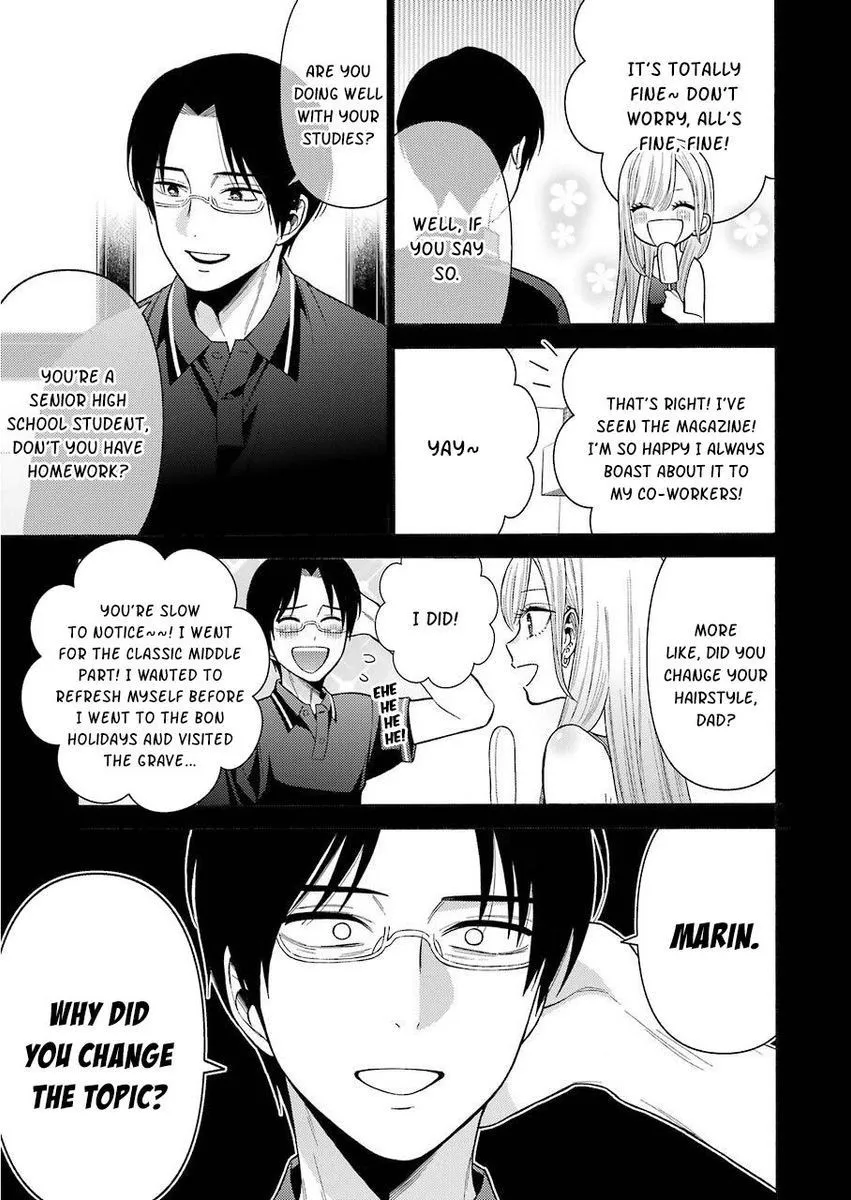 IT'S TOTALLY
FINE~ DON'T
WORRY, ALL'S
FINE, FINE!
WELL, IF
YOU SAY
SO.
ARE YOU
DOING WELL
WITH YOUR
STUDIES?
YOU'RE A
SENIOR HIGH
SCHOOL STUDENT,
DON'T YOU HAVE
HOMEWORK?
THAT'S RIGHT! I'VE
SEEN THE MAGAZINE!
I'M SO HAPPY I ALWAYS
BOAST ABOUT IT TO
MY CO-WORKERS!
YAY~
MORE
LIKE, DID YOU
CHANGE YOUR
HAIRSTYLE,
DAD?
I DID!
EHE
HE
HE
HE!
YOU'RE SLOW
TO NOTICE~~! I WENT
FOR THE CLASSIC MIDDLE
PART! I WANTED TO
REFRESH MYSELF BEFORE
I WENT TO THE BON
HOLIDAYS AND VISITED
THE GRAVE...
MARIN.
WHY DID
YOU CHANGE
THE TOPIC?